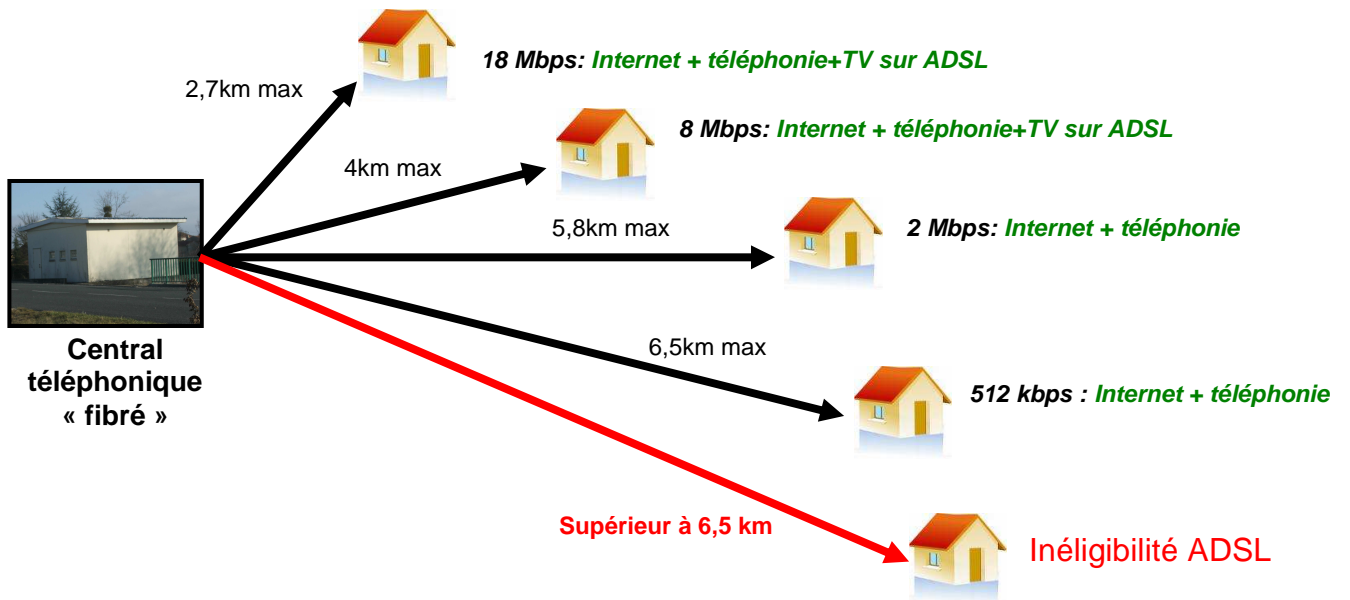 18 Mbps: Internet + téléphonie+TV sur ADSL
2,7km max
8 Mbps: Internet + téléphonie+TV sur ADSL
4km max
5,8km max
2 Mbps: Internet + téléphonie
Central
téléphonique
« fibré »
6,5km max
512 kbps : Internet + téléphonie
Supérieur à 6,5 km
Inéligibilité ADSL